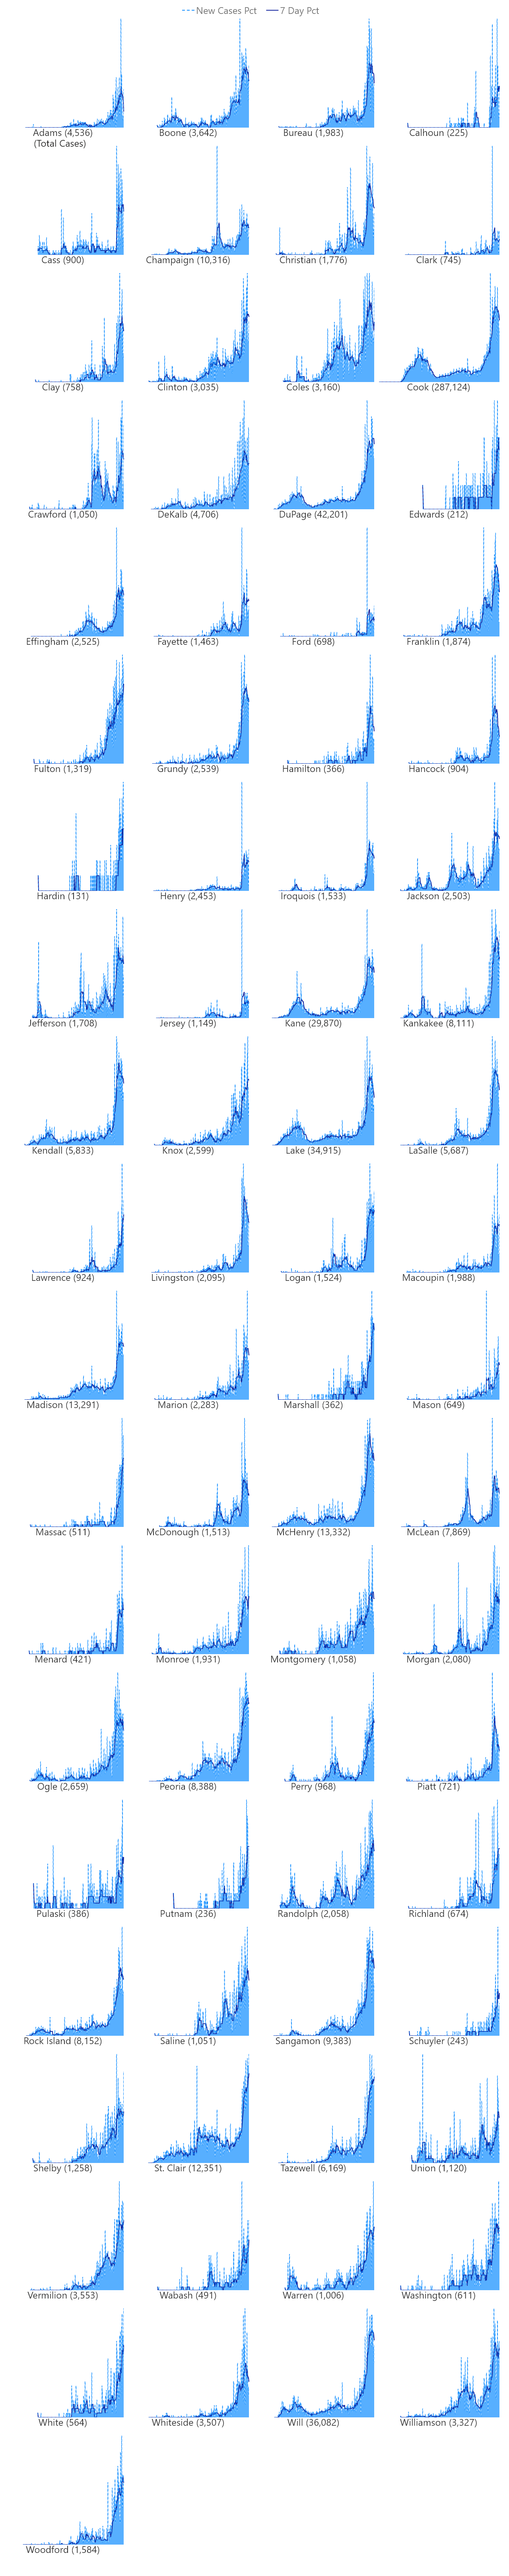 New Cases Pct 7 Day Pct
Adams (4,536) Boone (3,642) Bureau (1,983) Calhoun (225)
(Total Cases)
Cass (900) Champaign (10,316) Christian (1,776) Clark (745)
Clay (758) Clinton (3,035) Coles (3,160) Cook (287,124)
Crawford (1,050) DeKalb (4,706) DuPage (42,201) Edwards (212)
Effingham (2,525) Fayette (1,463) Ford (698) Franklin (1,874)
Fulton (1,319) Grundy (2,539) Hamilton (366) Hancock (904)
Hardin (131) Henry (2,453) Iroquois (1,533) Jackson (2,503)
Jefferson (1,708) Jersey (1,149) Kane (29,870) Kankakee (8,111)
Kendall (5,833) Knox (2,599) Lake (34,915) LaSalle (5,687)
Lawrence (924) Livingston (2,095) Logan (1,524) Macoupin (1,988)
Madison (13,291) Marion (2,283) Marshall (362) Mason (649)
Massac (511) McDonough (1,513) McHenry (13,332) McLean (7,869)
Menard (421) Monroe (1,931) Montgomery (1,058) Morgan (2,080)
Ogle (2,659) Peoria (8,388) Perry (968) Piatt (721)
Pulaski (386) Putnam (236) Randolph (2,058) Richland (674)
Rock Island (8,152) Saline (1,051) Sangamon (9,383) Schuyler (243)
Shelby (1,258) St. Clair (12,351) Tazewell (6,169) Union (1,120)
Vermilion (3,553) Wabash (491) Warren (1,006) Washington (611)
White (564) Whiteside (3,507) Will (36,082) Williamson (3,327)
Woodford (1,584)